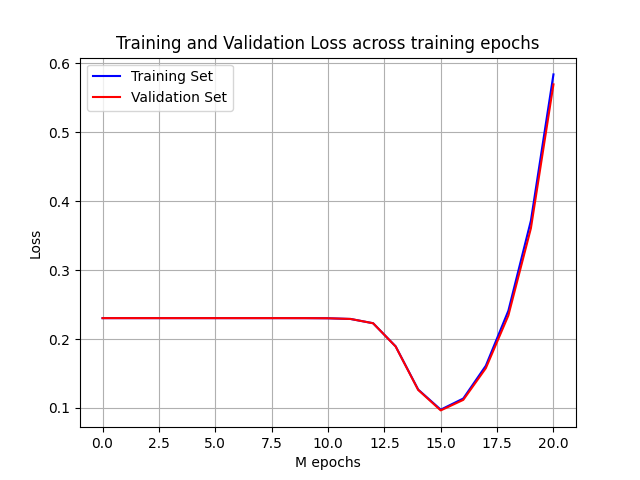 Training and Validation Loss across training epochs
Training Set
Validation Set
0.6
0.5
0.4
0.3
0.2
0.1
Loss
0.0 2.5 5.0 7.5 10.0 12.5 15.0 17.5 20.0
M epochs